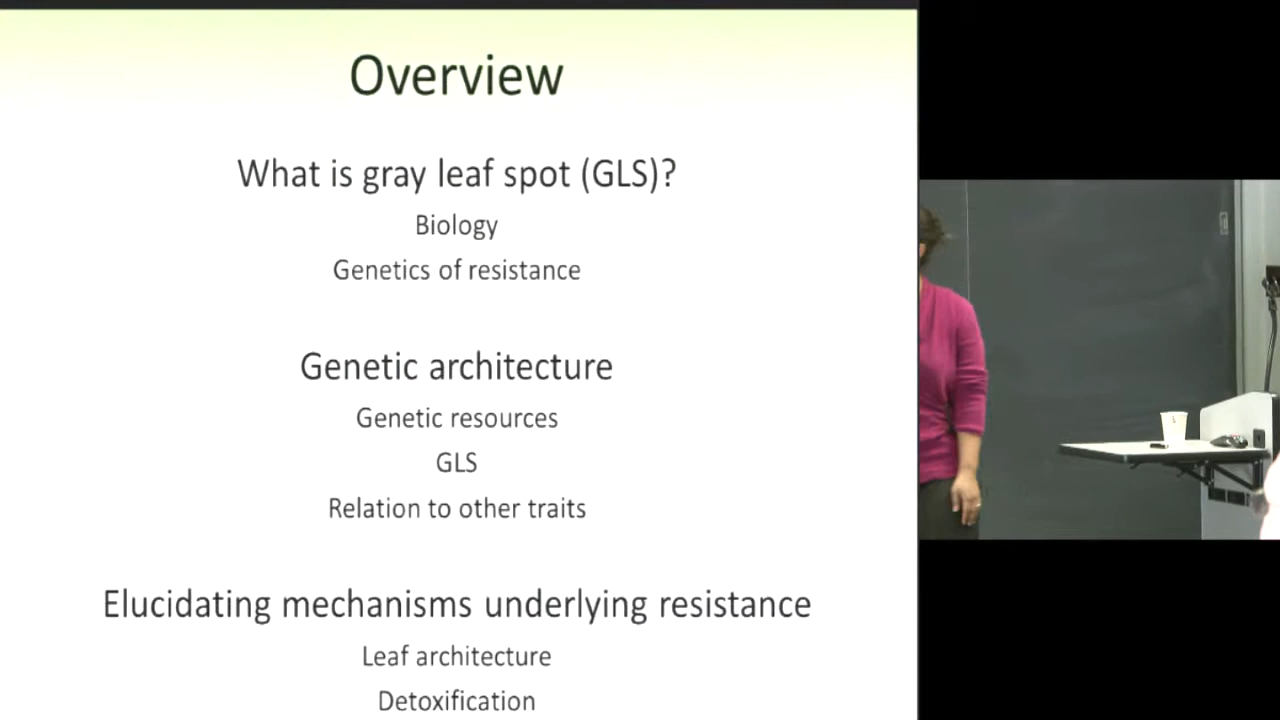 Overview
What is gray leaf spot (GLS)?
Biology
Genetics of resistance
Genetic architecture
Genetic resources
GLS
Relation to other traits
Elucidating mechanisms underlying resistance
Leaf architecture
Detoxification